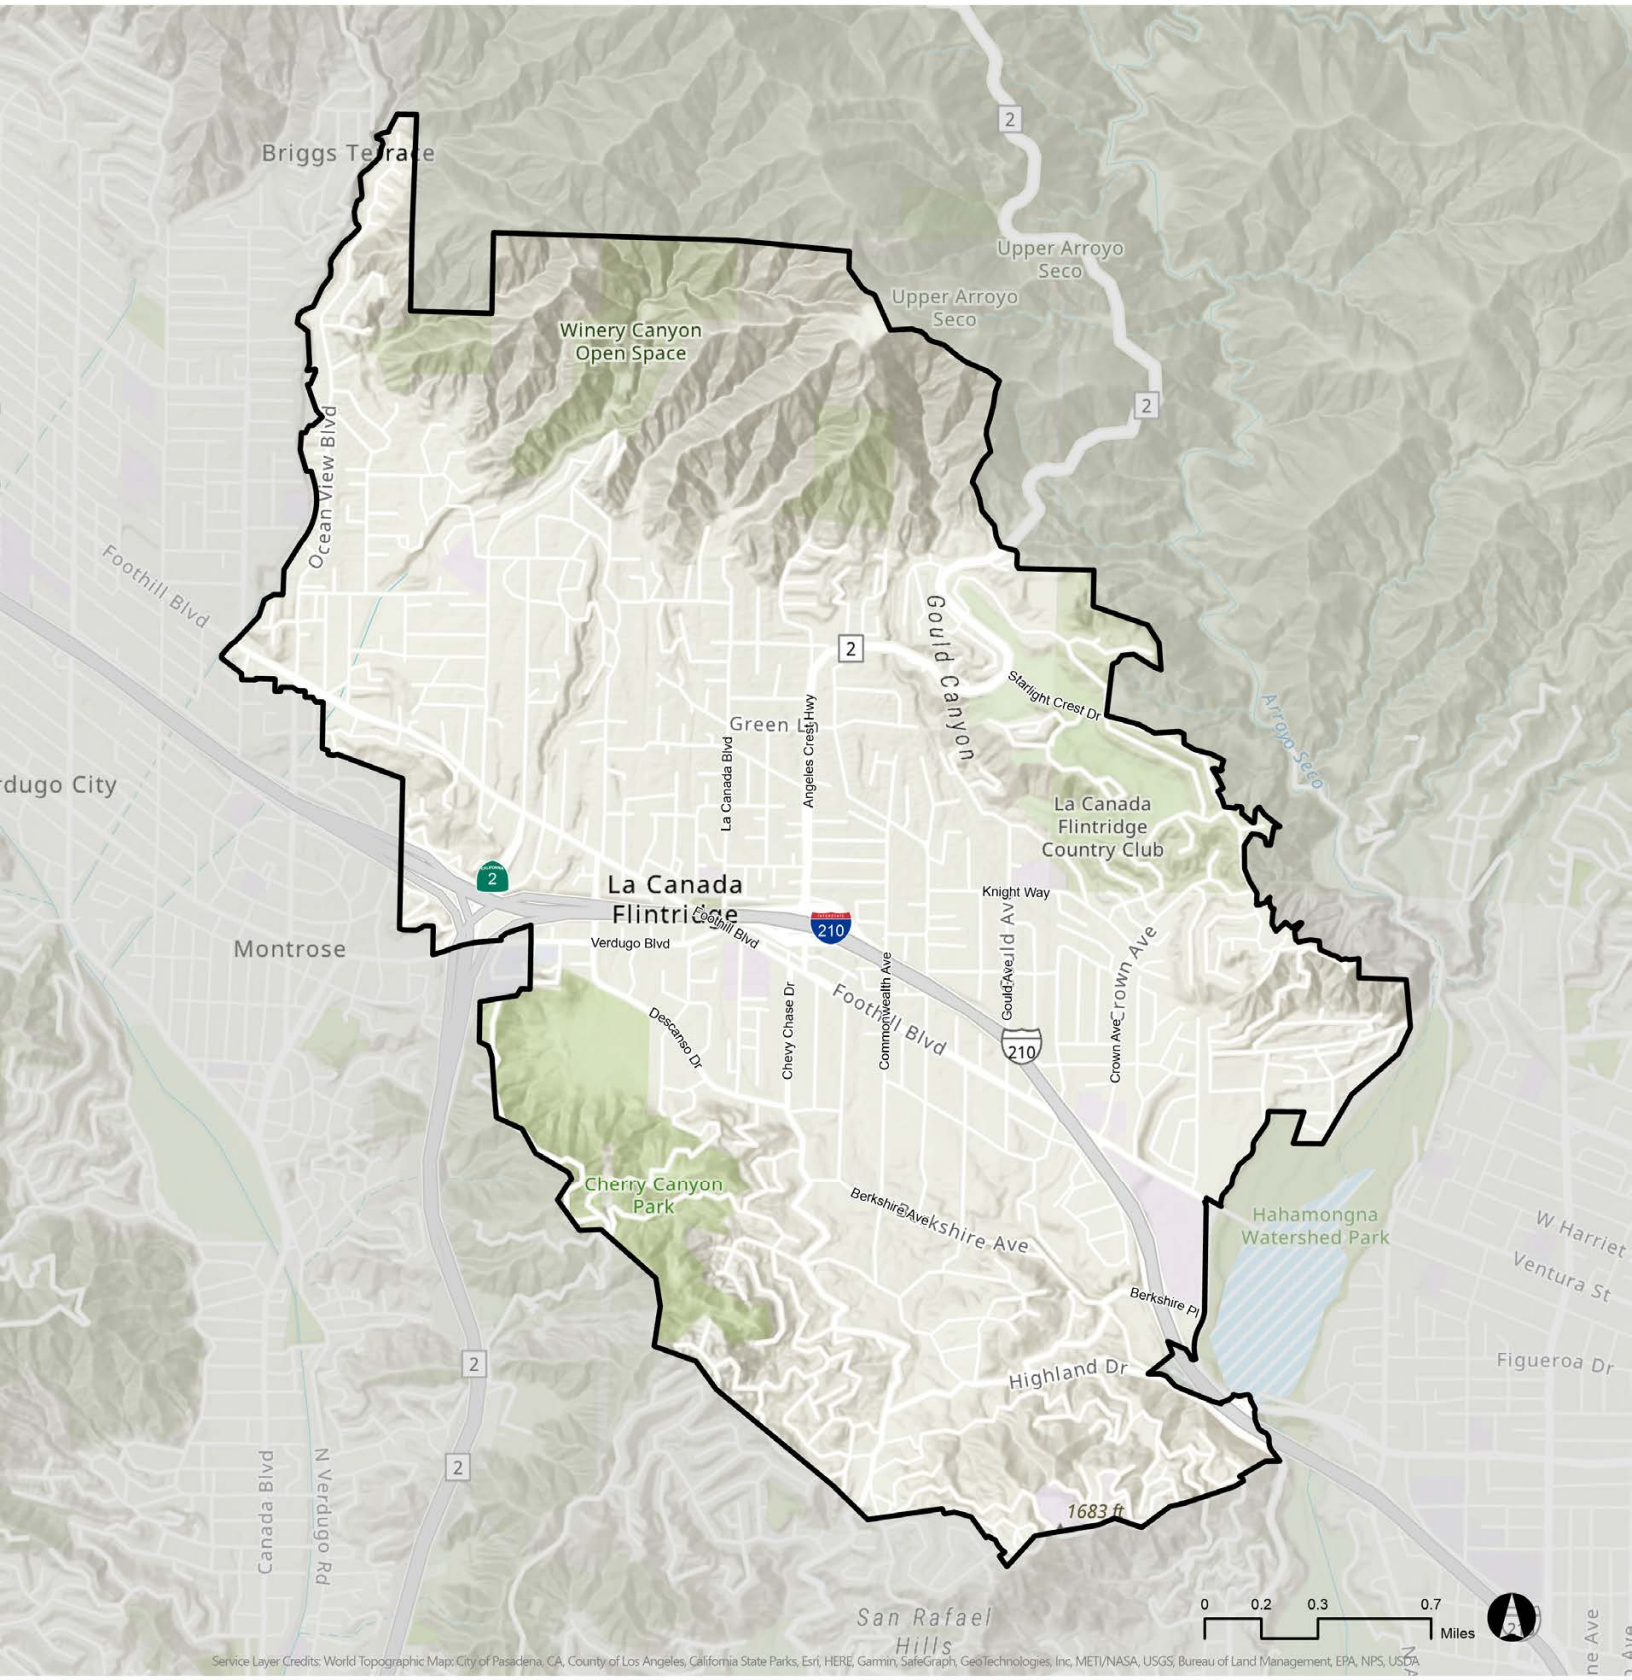 2
Briggs Terrace
Upper Arroyo
Seco
Upper Arroyo
Seco
Winery Canyon
Open Space
2
Ocean View Blvd
Foothill Blvd
Gould Canyon
2
Starlight Crest Dr
Arroyo Seco
Green L
Angeles Crest Hwy
La Canada Blvd
rdugo City
La Canada
Flintridge
Country Club
2
La Canada
Flintridge
Knight Way
Foothill Blvd
INTERSTATE
210
Verdugo Blvd
Montrose
Gould Ave
Crown Ave
Commonwealth Ave
Gould Ave
Chevy Chase Dr
Foothill Blvd
Descanso Dr
Crown Ave
210
Cherry Canyon
Park
Berkshire Ave
Berkshire Ave
Hahamongna
Watershed Park
W Harriet
Ventura St
Berkshire Pl
Figueroa Dr
2
Highland Dr
2
Canada Blvd
N Verdugo Rd
1683 ft
San Rafael
Hills
0 0.2 0.3 0.7
Miles
ne Ave
Ave
Service Layer Credits: World Topographic Map: City of Pasadena, CA, County of Los Angeles, California State Parks, Esri, HERE, Garmin, SafeGraph, GeoTechnologies, Inc, METI/NASA, USGS, Bureau of Land Management, EPA, NPS, USDA